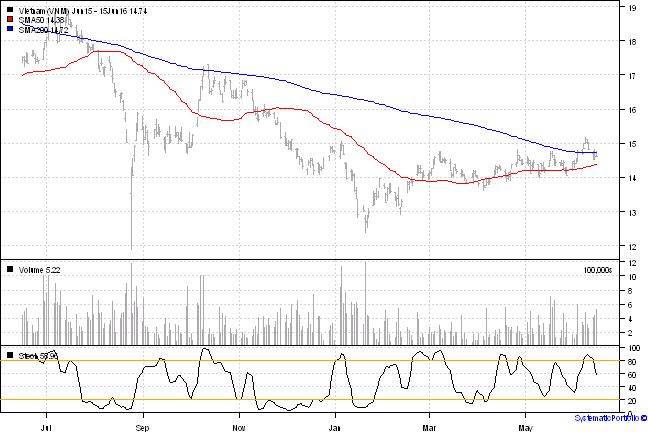 Vietnam (VNM) Jun 15 - 15Jun16 14.74
SMA50 14.38
SMA200 14.72
19
18
17
16
15
14
13
12
Volume 5.22
100,000s
12
10
8
6
4
2
0
Stoch
100
80
60
40
20
0
Jul
Sep
Nov
Jan
Mar
May
SystematicPortfolio ©